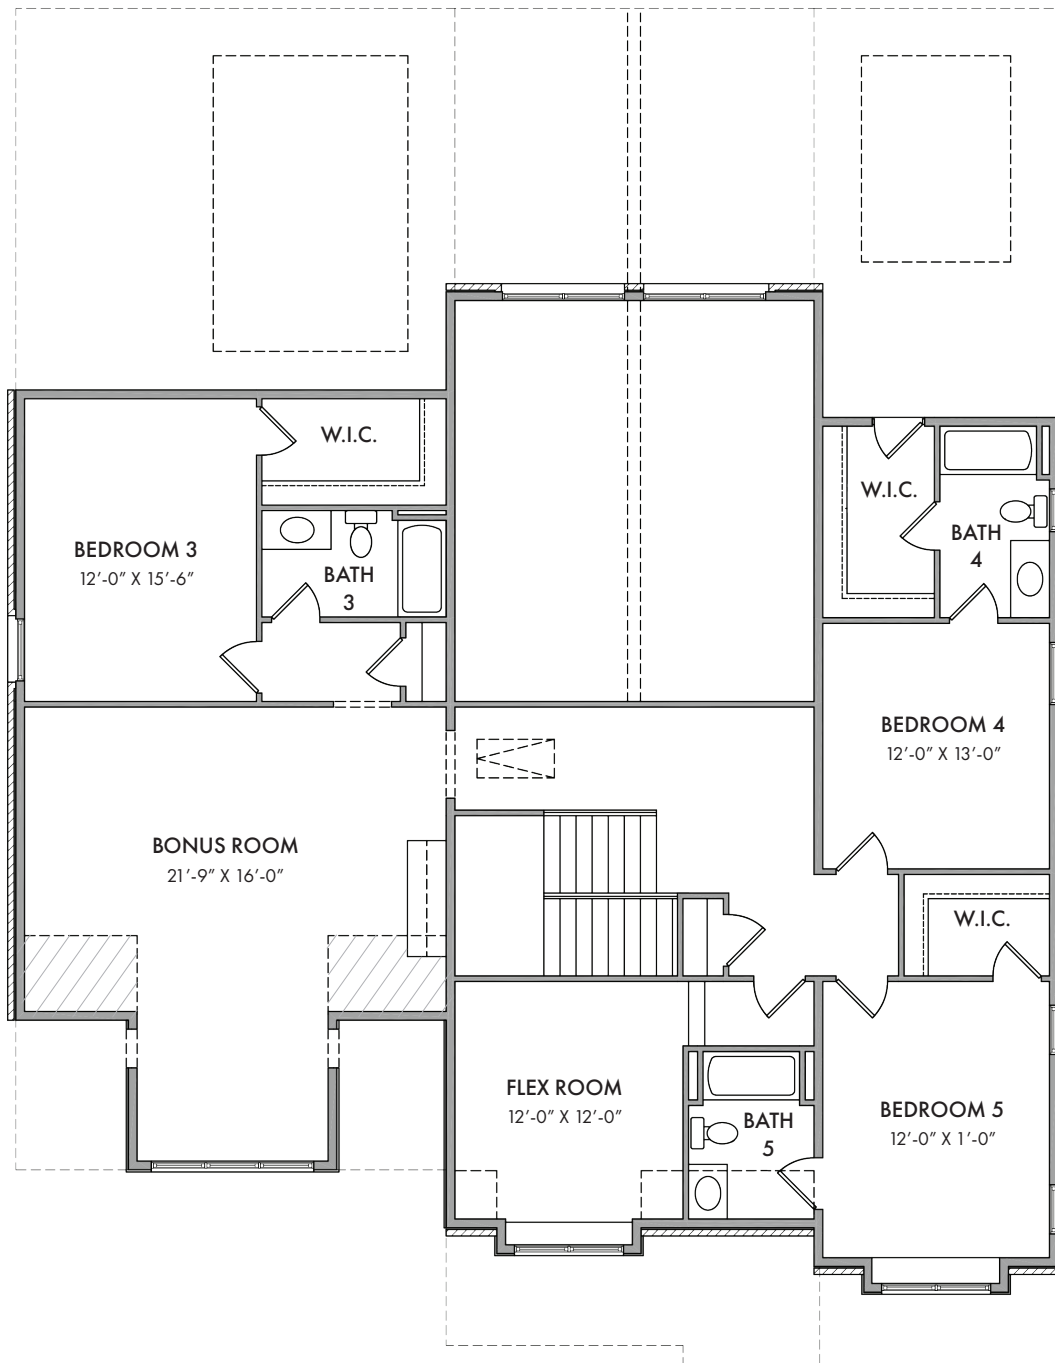 W.I.C.
W.I.C.
BEDROOM 3
12'-0" X 15'-6"
BATH
3
BATH
4
BEDROOM 4
12'-0" X 13'-0"
BONUS ROOM
21'-9" X 16'-0"
W.I.C.
FLEX ROOM
12'-0" X 12'-0"
BATH
5
BEDROOM 5
12'-0" X 1'-0"